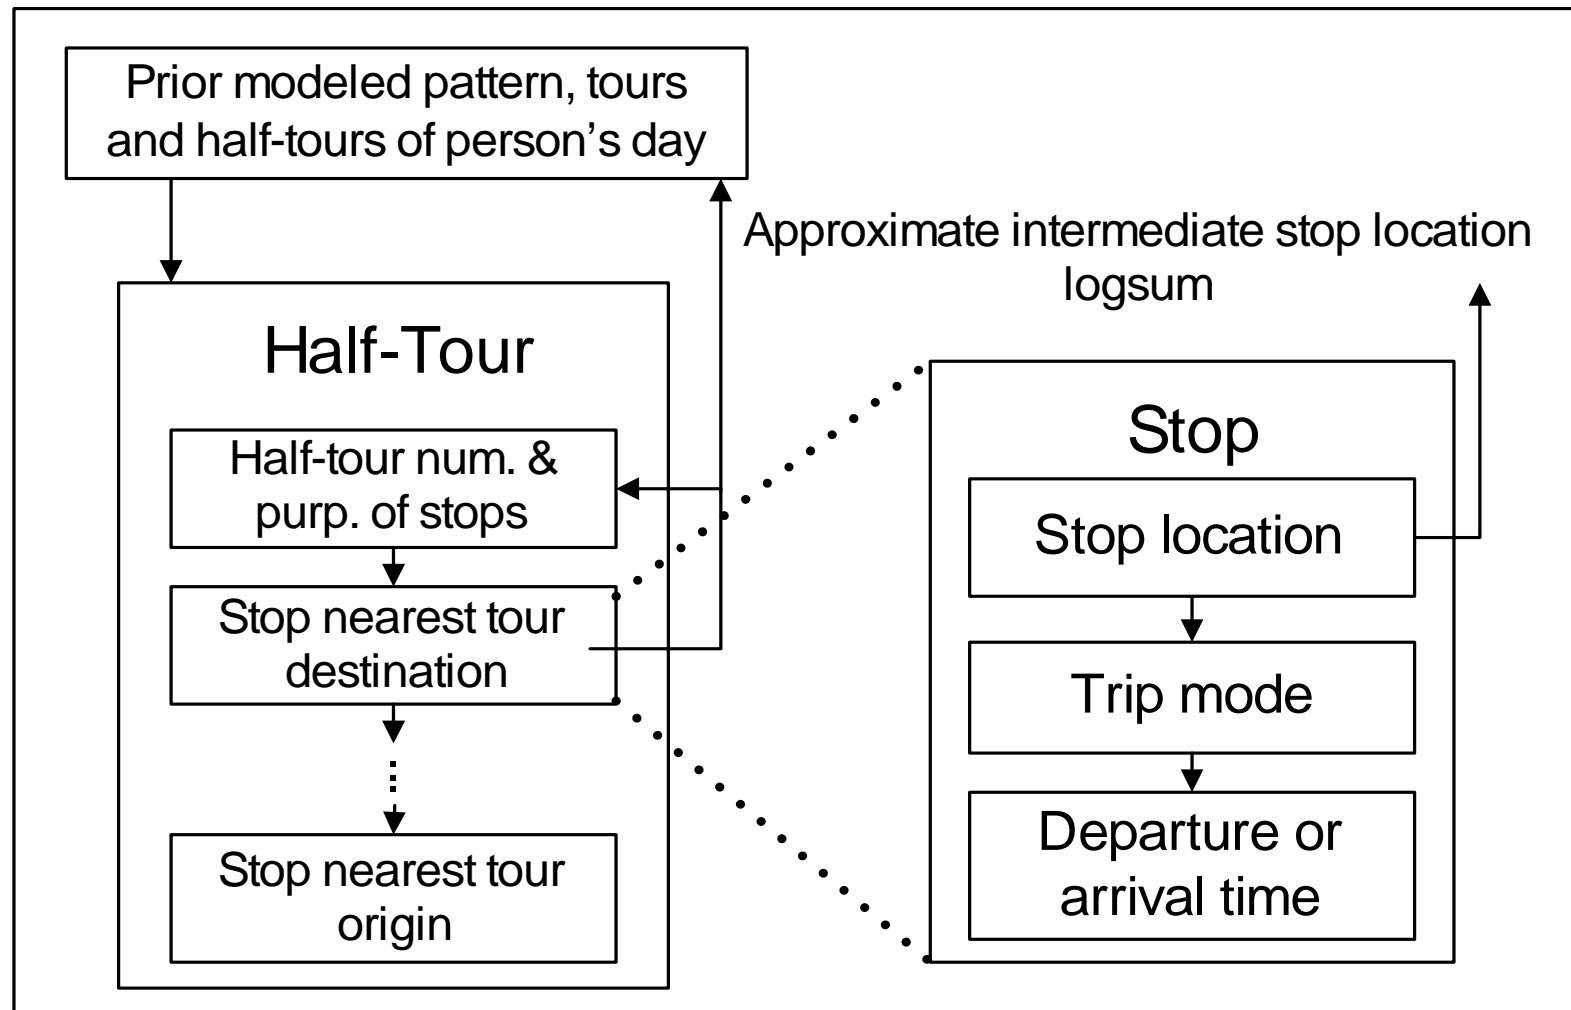 Prior modeled pattern, tours
and half-tours of person’s day
Approximate intermediate stop location
logsum
Half-Tour
Half-tour num. &
purp. of stops
Stop nearest tour
destination
Stop nearest tour
origin
Stop
Stop location
Trip mode
Departure or
arrival time